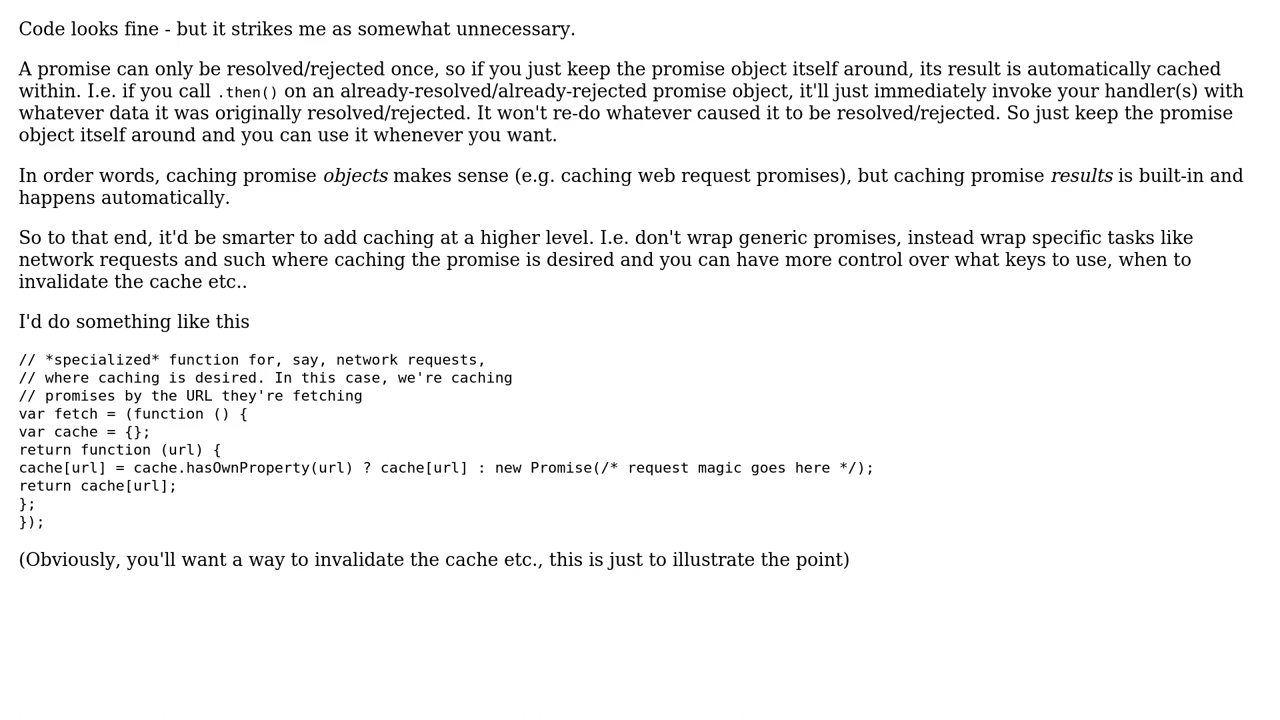 Code looks fine - but it strikes me as somewhat unnecessary.
A promise can only be resolved/rejected once, so if you just keep the promise object itself around, its result is automatically cached
within. I.e. if you call .then() on an already-resolved/already-rejected promise object, it'll just immediately invoke your handler(s) with
whatever data it was originally resolved/rejected. It won't re-do whatever caused it to be resolved/rejected. So just keep the promise
object itself around and you can use it whenever you want.
In order words, caching promise objects makes sense (e.g. caching web request promises), but caching promise results is built-in and
happens automatically.
So to that end, it'd be smarter to add caching at a higher level. I.e. don't wrap generic promises, instead wrap specific tasks like
network requests and such where caching the promise is desired and you can have more control over what keys to use, when to
invalidate the cache etc..
I'd do something like this
// *specialized* function for, say, network requests,
// where caching is desired. In this case, we're caching
// promises by the URL they're fetching
var fetch = (function () {
var cache = {};
return function (url) {
cache[url] = cache.hasOwnProperty(url) ? cache[url] : new Promise(/* request magic goes here */);
return cache[url];
};
});
(Obviously, you'll want a way to invalidate the cache etc., this is just to illustrate the point)